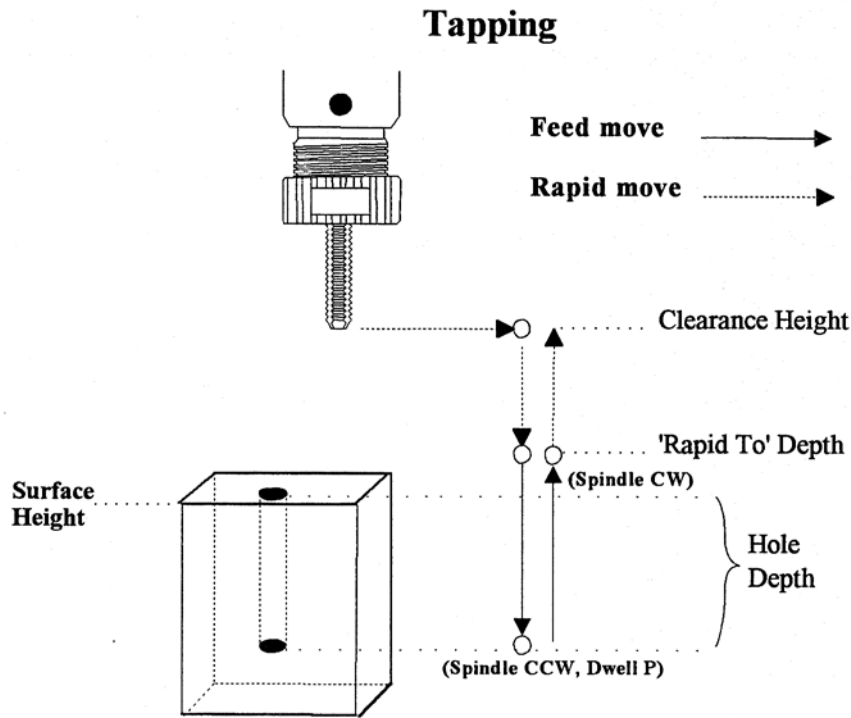 Tapping
Feed move
Rapid move
Clearance Height
'Rapid To' Depth
(Spindle CW)
Surface
Height
Hole
Depth
(Spindle CCW, Dwell P)